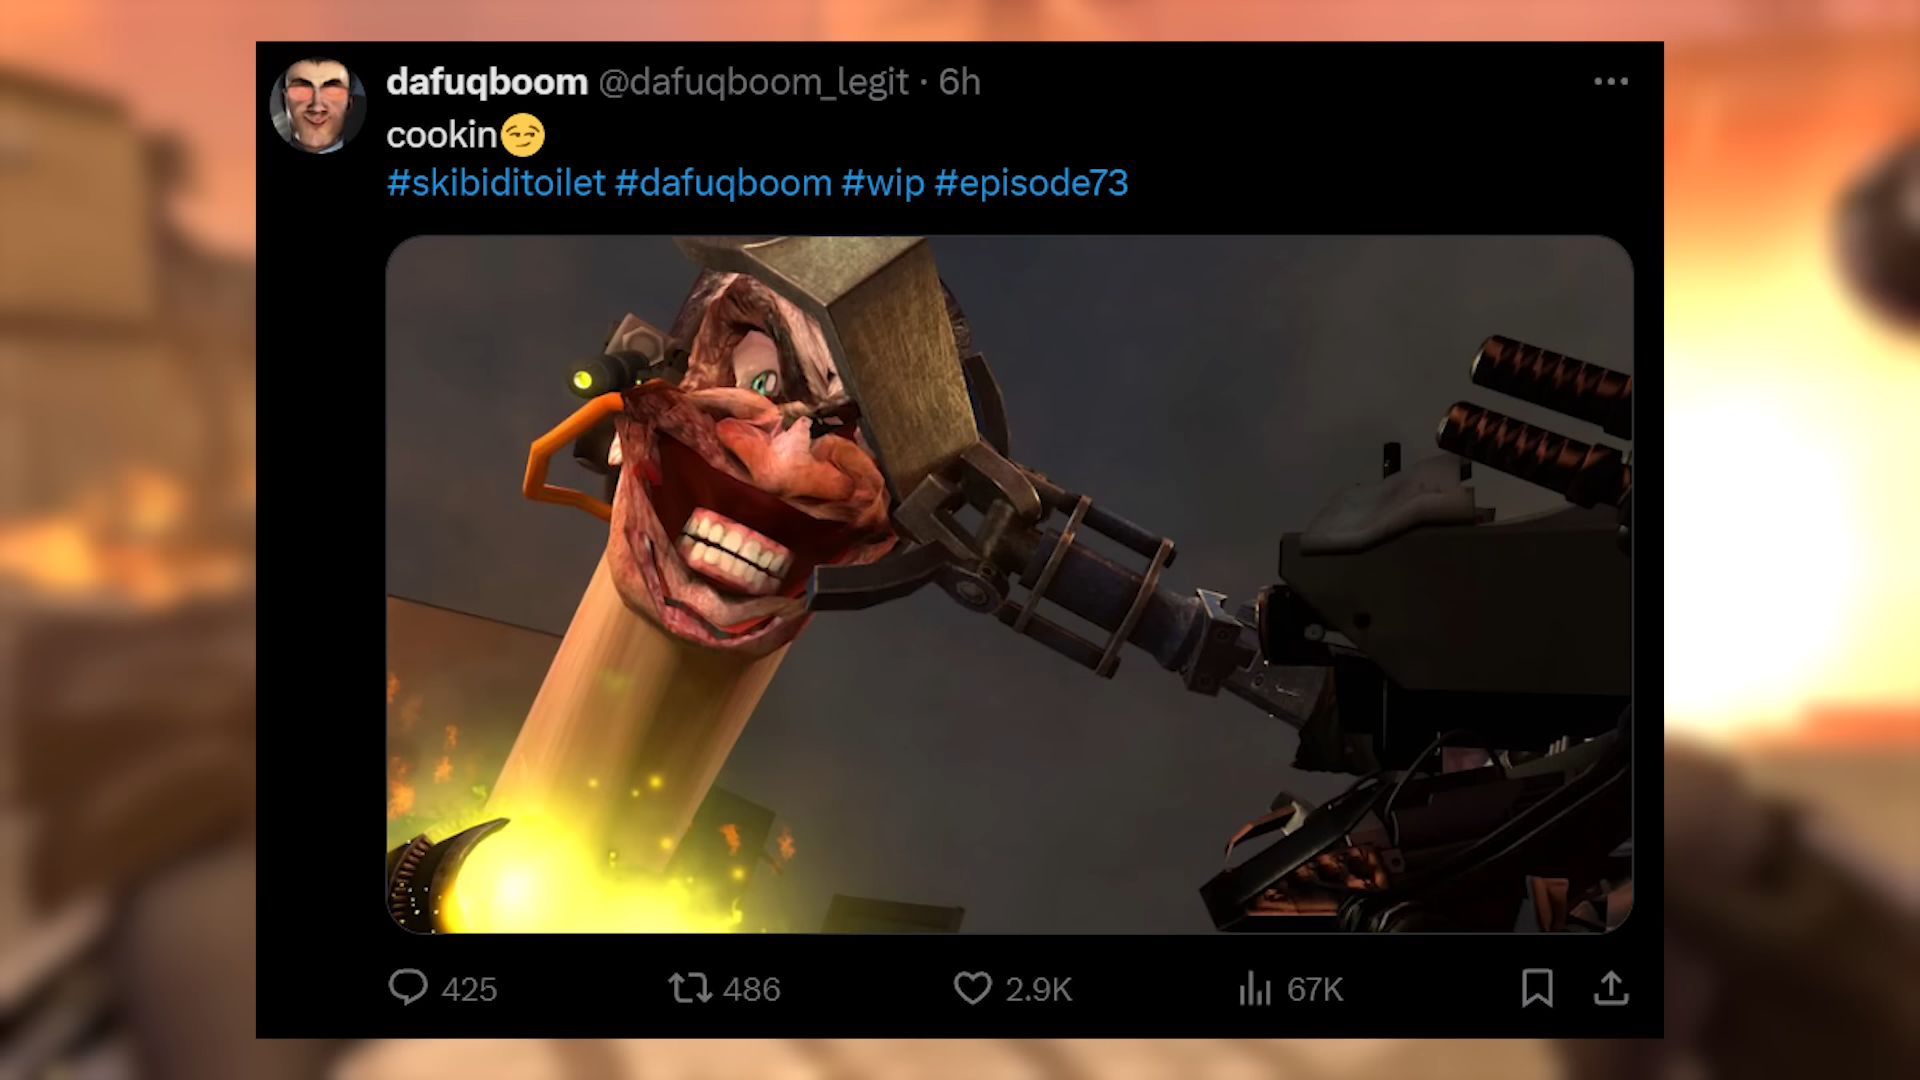 dafuqboom @dafuqboom_legit · 6h
cookin😏
#skibiditoilet #dafuqboom #wip #episode73
425 486 2.9K 67K